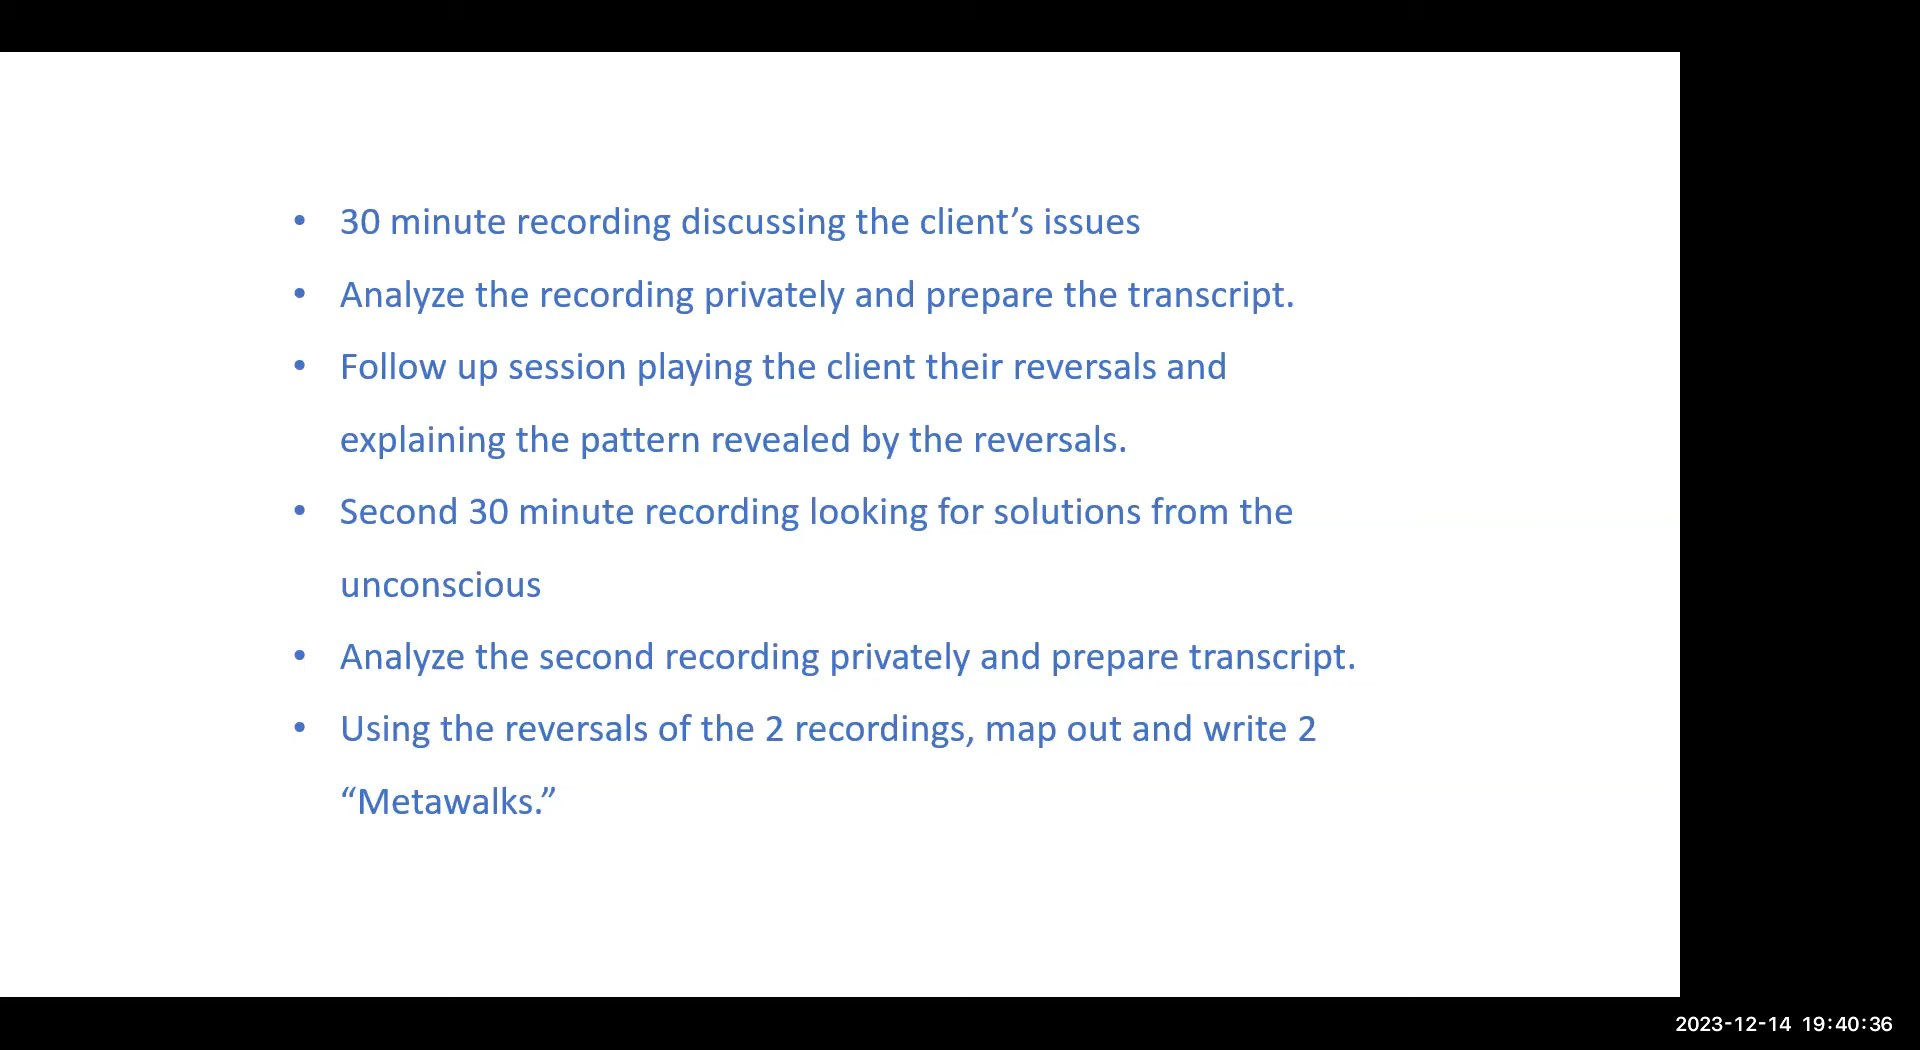 • 30 minute recording discussing the client’s issues
• Analyze the recording privately and prepare the transcript.
• Follow up session playing the client their reversals and
explaining the pattern revealed by the reversals.
• Second 30 minute recording looking for solutions from the
unconscious
• Analyze the second recording privately and prepare transcript.
• Using the reversals of the 2 recordings, map out and write 2
“Metawalks.”
2023-12-14 19:40:36